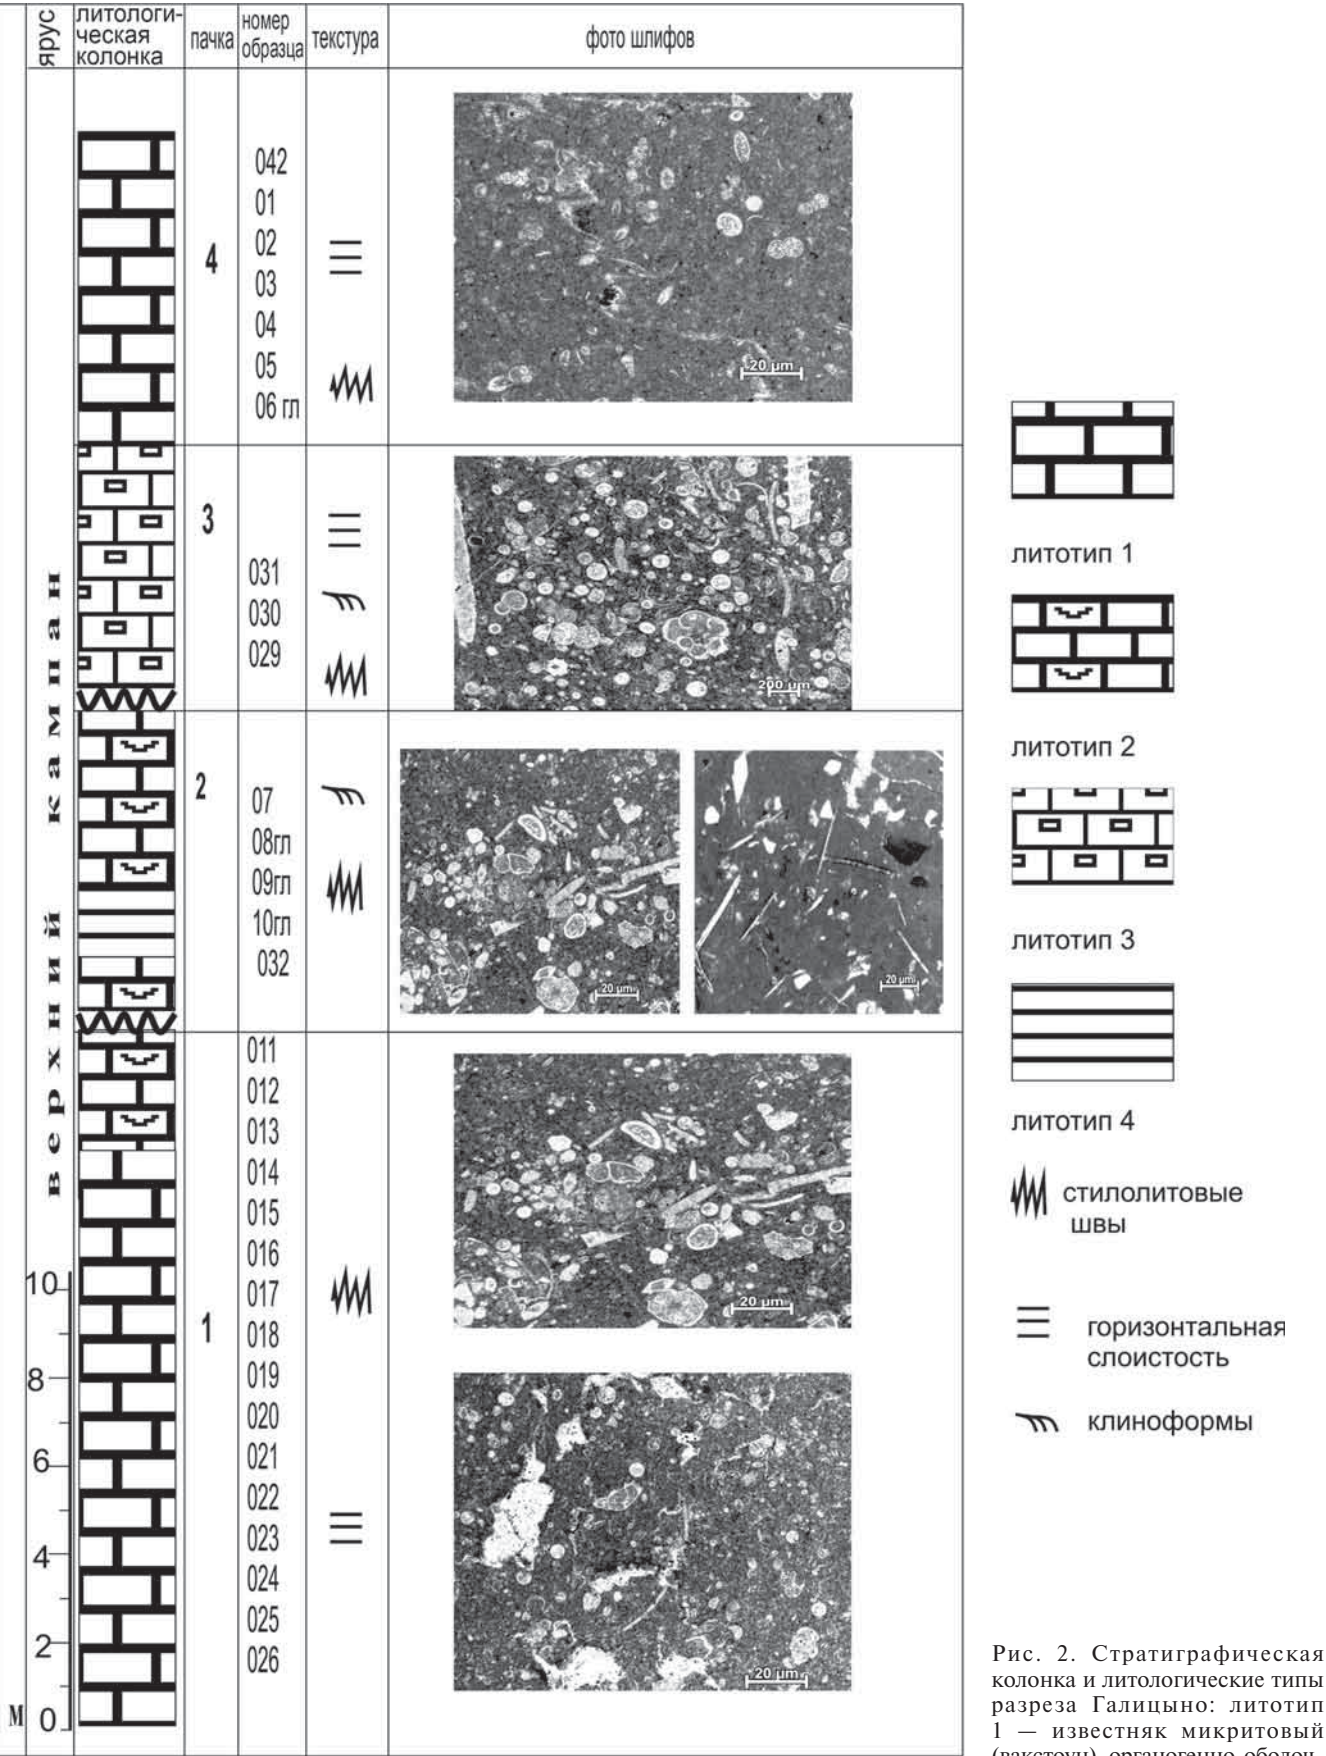 ярус
литологи-
ческая
колонка
пачка
номер
образца
текстура
фото шлифов
верхний кампан
4
042
01
02
03
04
05
06 гл
20 µm
3
031
030
029
200 µm
2
07
08гл
09гл
10гл
032
20 µm
20 µm
1
011
012
013
014
015
016
017
018
019
020
021
022
023
024
025
026
20 µm
20 µm
10
8
6
4
2
м 0
литотип 1
литотип 2
литотип 3
литотип 4
стилолитовые
швы
горизонтальная
слоистость
клиноформы
Рис. 2. Стратиграфическая
колонка и литологические типы
разреза Галицыно: литотип
1 — известняк микритовый
(вакстоун) органогенно-оболоч-